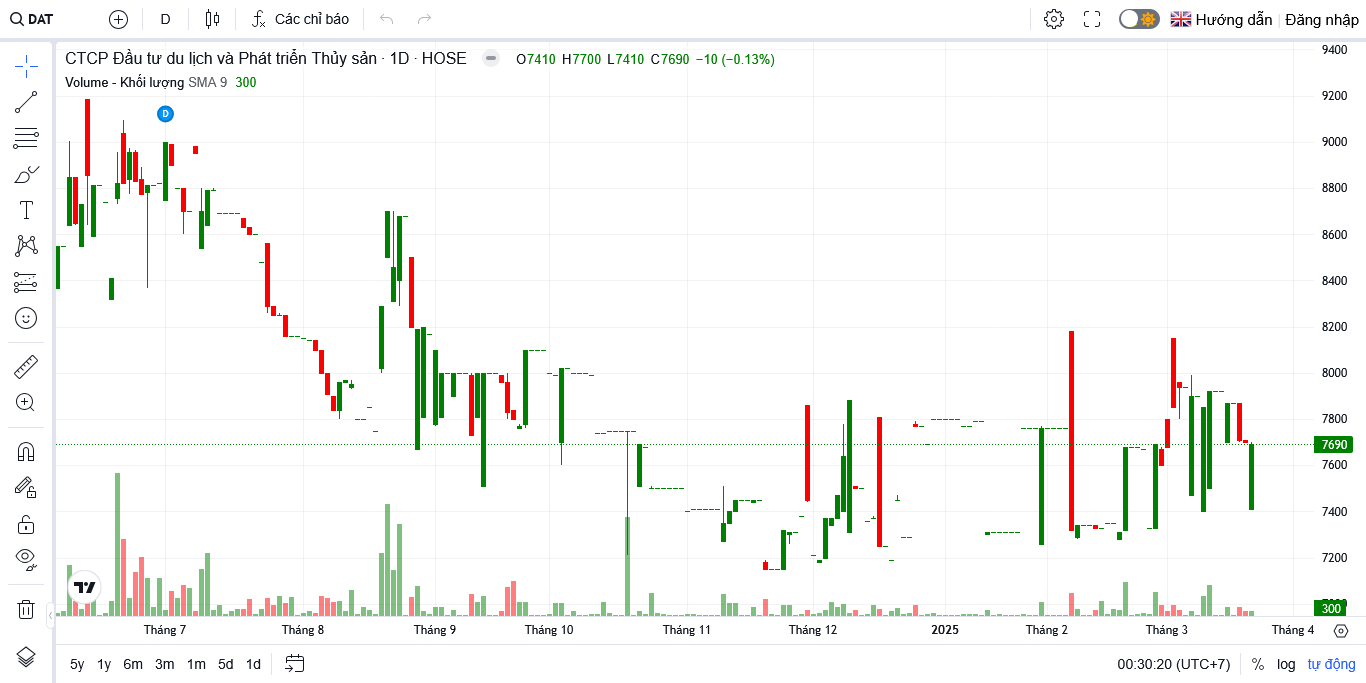 DAT D Các chỉ báo Hướng dẫn Đăng nhập
CTCP Đầu tư du lịch và Phát triển Thủy sản · 1D · HOSE O7410 H7700 L7410 C7690 −10 (−0.13%)
Volume - Khối lượng SMA 9 300
D
9400
9200
9000
8800
8600
8400
8200
8000
7800
7690
7600
7400
7200
300
Tháng 7 Tháng 8 Tháng 9 Tháng 10 Tháng 11 Tháng 12 2025 Tháng 2 Tháng 3 Tháng 4
5y 1y 6m 3m 1m 5d 1d 00:30:20 (UTC+7) % log tự động